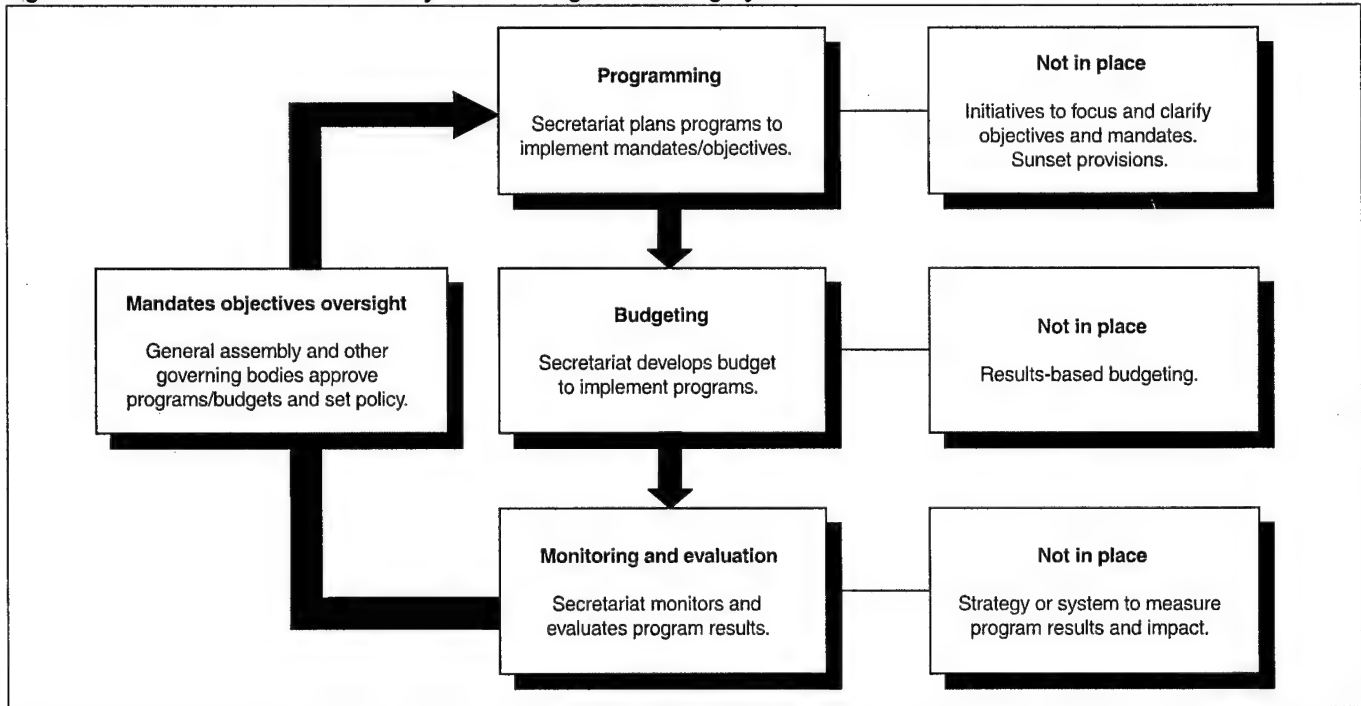 Programming
Secretariat plans programs to
implement mandates/objectives.
Not in place
Initiatives to focus and clarify
objectives and mandates.
Sunset provisions.
Mandates objectives oversight
General assembly and other
governing bodies approve
programs/budgets and set policy.
Budgeting
Secretariat develops budget
to implement programs.
Not in place
Results-based budgeting.
Monitoring and evaluation
Secretariat monitors and
evaluates program results.
Not in place
Strategy or system to measure
program results and impact.